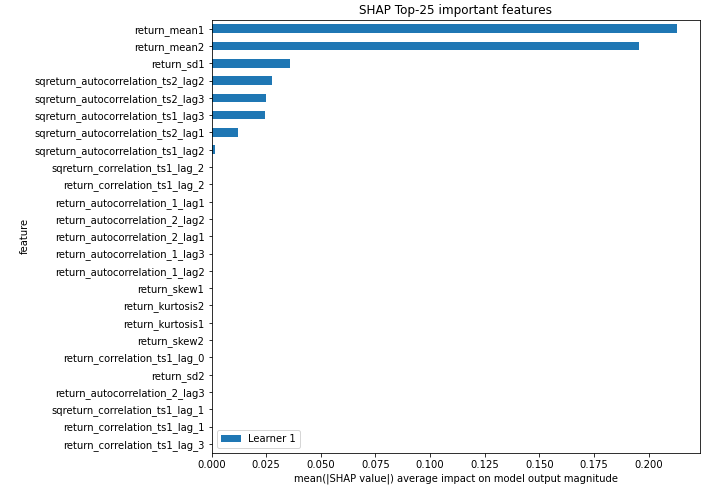 SHAP Top-25 important features
return_mean1
return_mean2
return_sd1
sqreturn_autocorrelation_ts2_lag2
sqreturn_autocorrelation_ts2_lag3
sqreturn_autocorrelation_ts1_lag3
sqreturn_autocorrelation_ts2_lag1
sqreturn_autocorrelation_ts1_lag2
sqreturn_correlation_ts1_lag_2
return_correlation_ts1_lag_2
return_autocorrelation_1_lag1
return_autocorrelation_2_lag2
return_autocorrelation_2_lag1
return_autocorrelation_1_lag3
return_autocorrelation_1_lag2
return_skew1
return_kurtosis2
return_kurtosis1
return_skew2
return_correlation_ts1_lag_0
return_sd2
return_autocorrelation_2_lag3
sqreturn_correlation_ts1_lag_1
return_correlation_ts1_lag_1
return_correlation_ts1_lag_3
feature
Learner 1
0.000 0.025 0.050 0.075 0.100 0.125 0.150 0.175 0.200
mean(|SHAP value|) average impact on model output magnitude